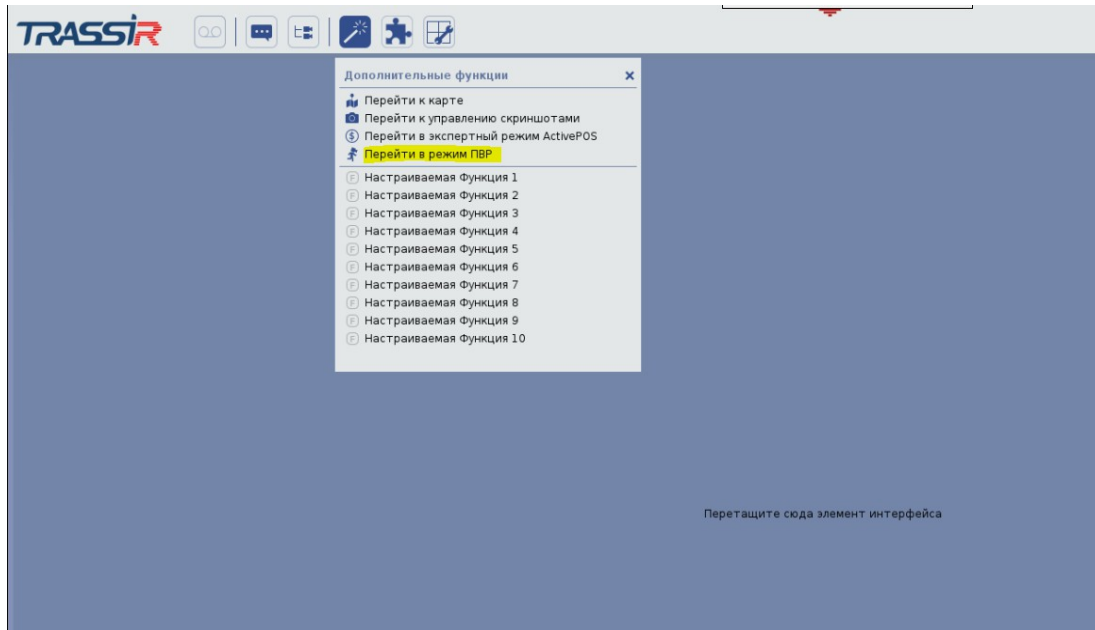 TRASSIR
Дополнительные функции
Перейти к карте
Перейти к управлению скриншотами
Перейти в экспертный режим ActivePOS
Перейти в режим ПВР
Настраиваемая Функция 1
Настраиваемая Функция 2
Настраиваемая Функция 3
Настраиваемая Функция 4
Настраиваемая Функция 5
Настраиваемая Функция 6
Настраиваемая Функция 7
Настраиваемая Функция 8
Настраиваемая Функция 9
Настраиваемая Функция 10
Перетащите сюда элемент интерфейса